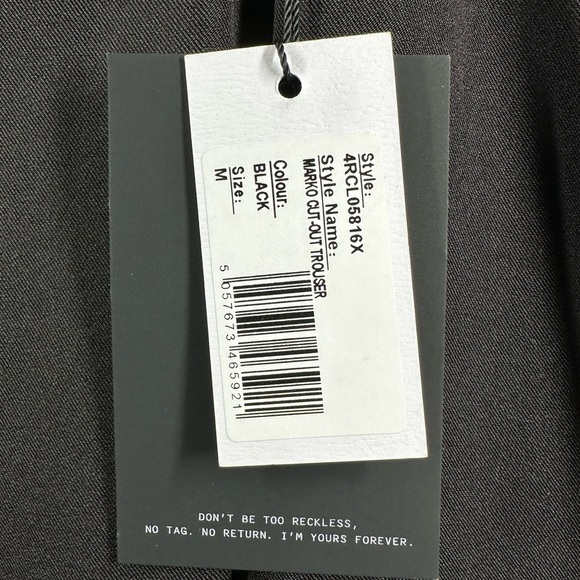 Style:
4RCL05816X
Style Name:
MARKO CUT-OUT TROUSER
Colour:
BLACK
Size:
M
5 057673 465921
DON'T BE TOO RECKLESS,
NO TAG. NO RETURN. I'M YOURS FOREVER.